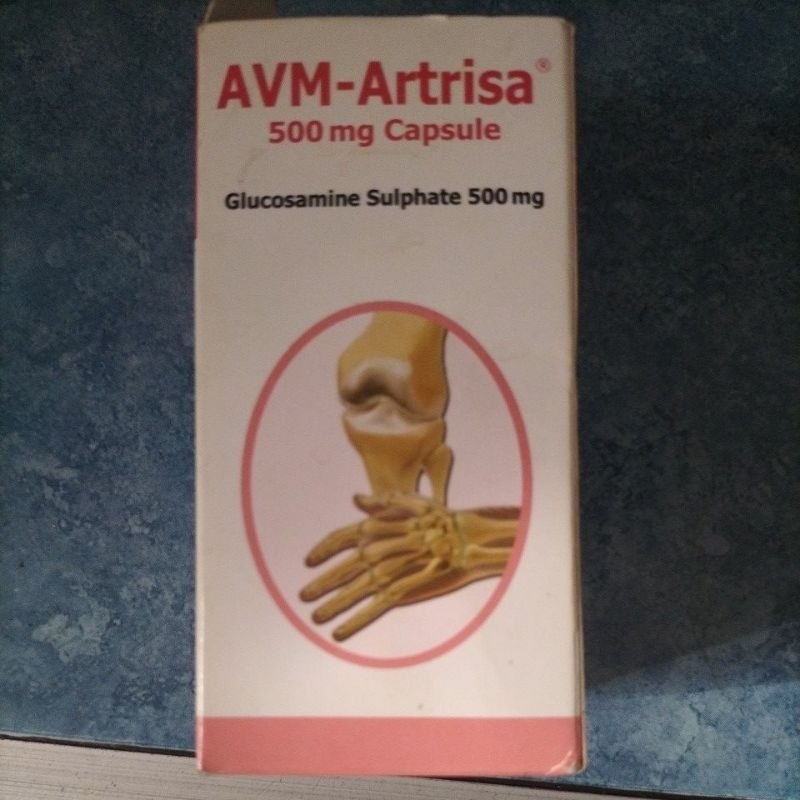 AVM-Artrisa®
500 mg Capsule
Glucosamine Sulphate 500 mg